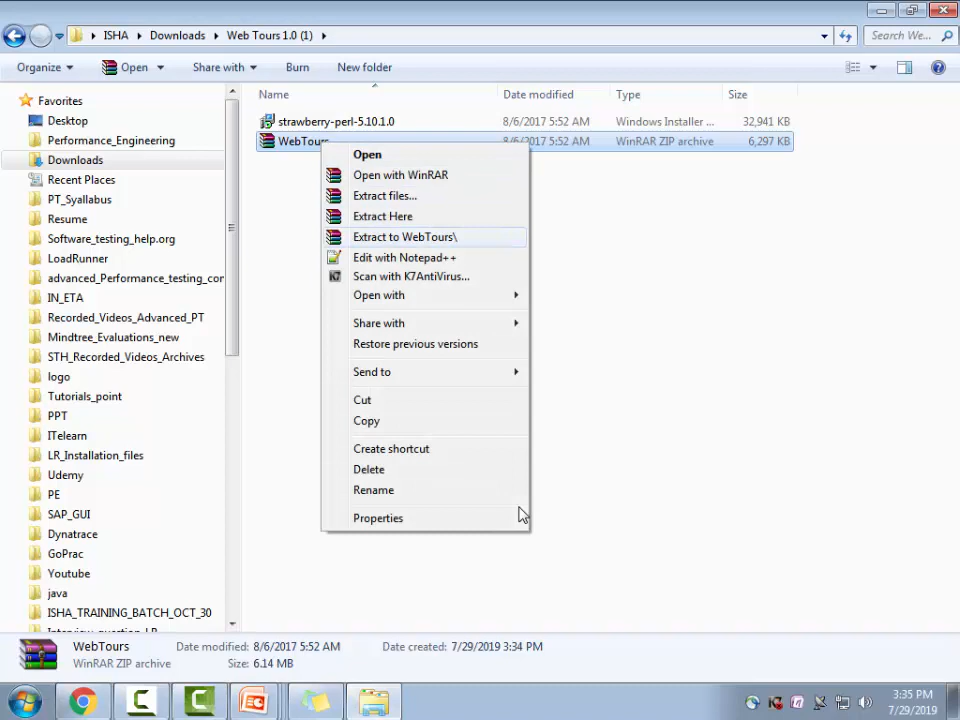 ISHA Downloads Web Tours 1.0 (1)
Search We...
Organize Open Share with Burn New folder
Name Date modified Type Size
Favorites
Desktop
Performance_Engineering
Downloads
Recent Places
PT_Syallabus
Resume
Software_testing_help.org
LoadRunner
advanced_Performance_testing_cor
IN_ETA
Recorded_Videos_Advanced_PT
Mindtree_Evaluations_new
STH_Recorded_Videos_Archives
logo
Tutorials_point
PPT
ITelearn
LR_Installation_files
Udemy
PE
SAP_GUI
Dynatrace
GoPrac
Youtube
java
ISHA_TRAINING_BATCH_OCT_30
Interview_question_LR
strawberry-perl-5.10.1.0 8/6/2017 5:52 AM Windows Installer ... 32,941 KB
WebTours 8/6/2017 5:52 AM WinRAR ZIP archive 6,297 KB
Open
Open with WinRAR
Extract files...
Extract Here
Extract to WebTours\
Edit with Notepad++
Scan with K7AntiVirus...
Open with
Share with
Restore previous versions
Send to
Cut
Copy
Create shortcut
Delete
Rename
Properties
WebTours Date modified: 8/6/2017 5:52 AM Date created: 7/29/2019 3:34 PM
WinRAR ZIP archive Size: 6.14 MB
3:35 PM
7/29/2019